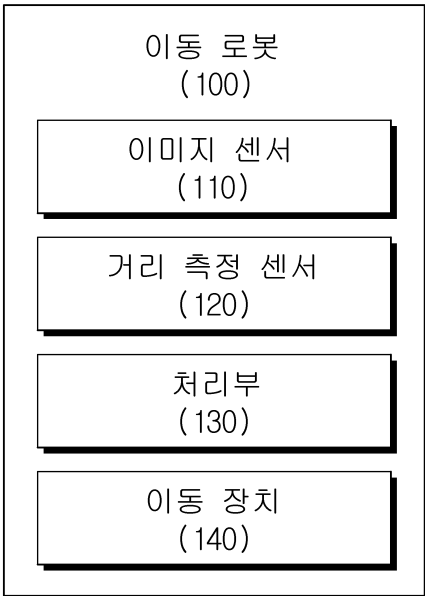 이동 로봇
(100)
이미지 센서
(110)
거리 측정 센서
(120)
처리부
(130)
이동 장치
(140)